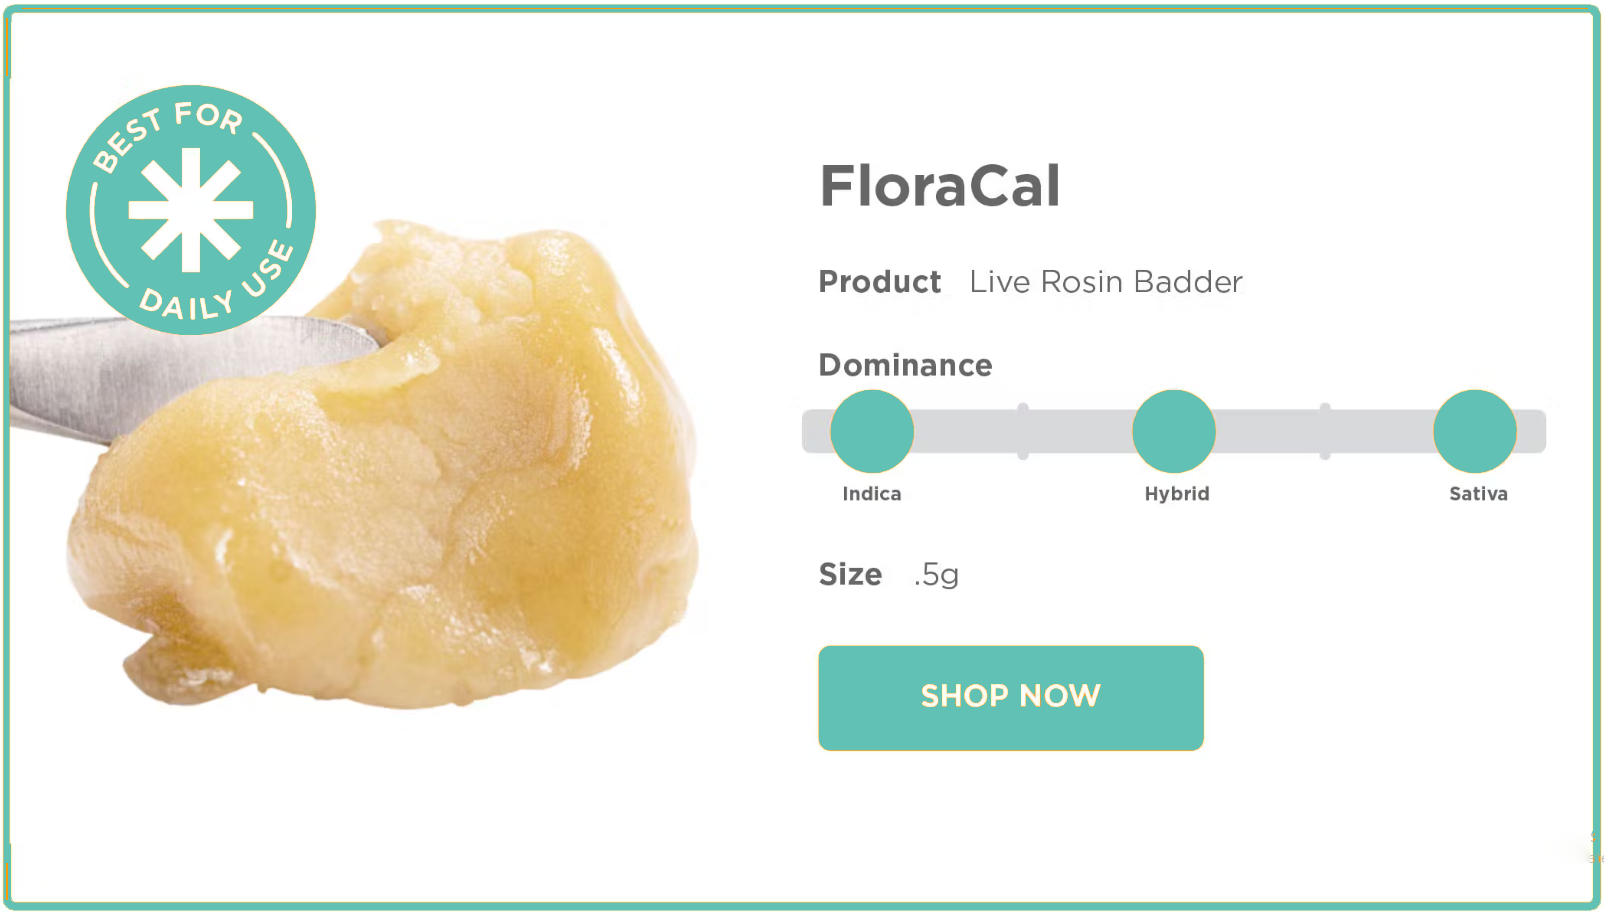 BEST FOR
DAILY USE
FloraCal
Product Live Rosin Badder
Dominance
Indica Hybrid Sativa
Size .5g
SHOP NOW